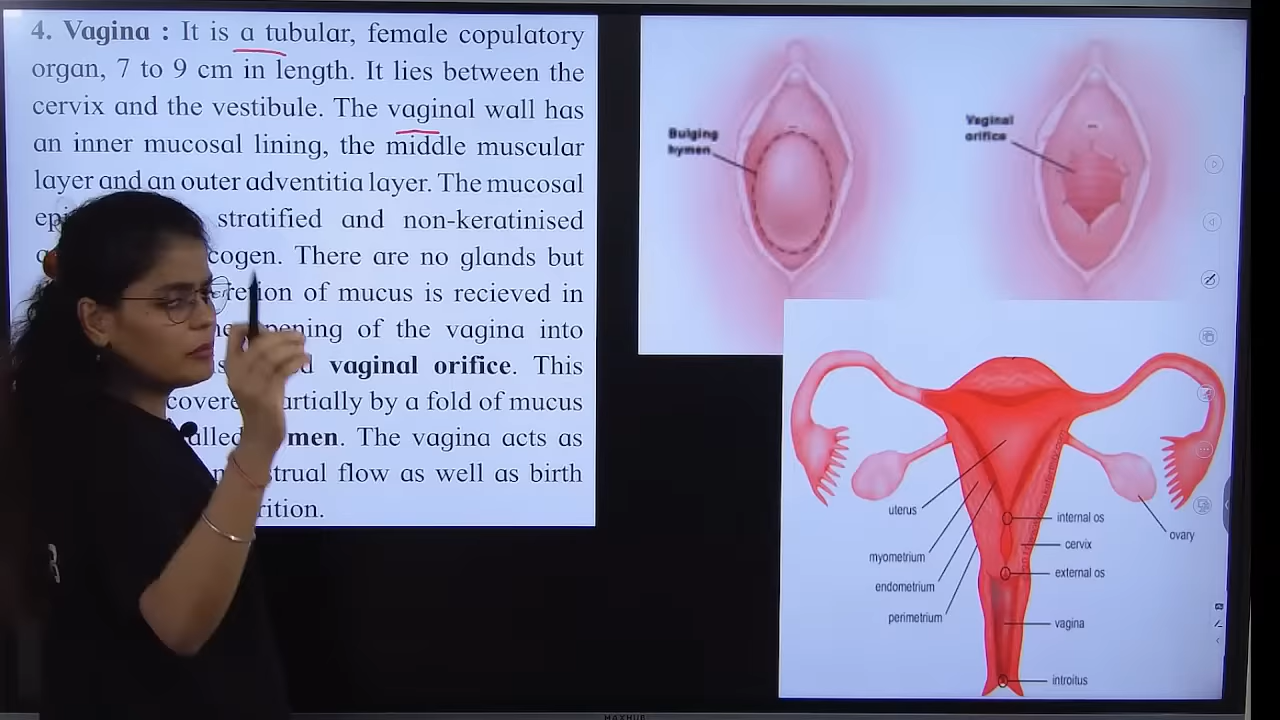 4. Vagina : It is a tubular, female copulatory
organ, 7 to 9 cm in length. It lies between the
cervix and the vestibule. The vaginal wall has
an inner mucosal lining, the middle muscular
layer and an outer adventitia layer. The mucosal
stratified and non-keratinised
cogen. There are no glands but
retion of mucus is recieved in
pening of the vagina into
vaginal orifice. This
covere artially by a fold of mucus
alled men. The vagina acts as
strual flow as well as birth
rition.
Bulging
hymen
Vaginal
orifice
uterus
myometrium
endometrium
perimetrium
internal os
cervix
external os
vagina
introitus
ovary
MAXHUB